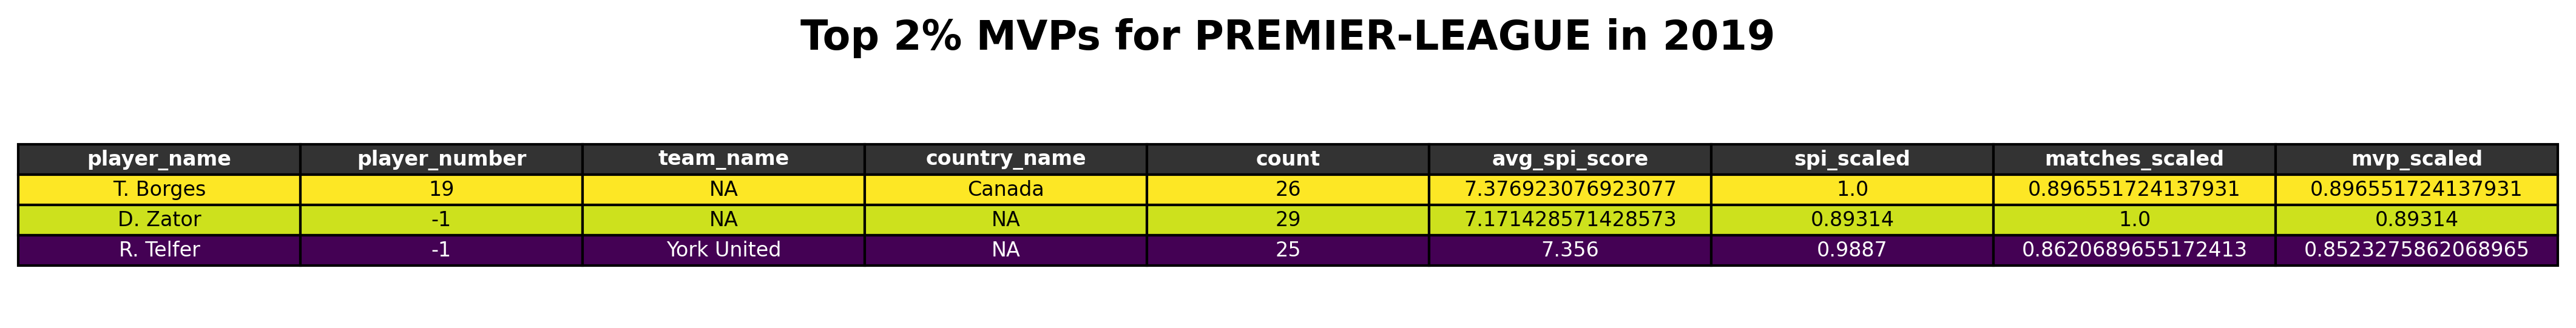 Top 2% MVPs for PREMIER-LEAGUE in 2019
player_name player_number team_name country_name count avg_spi_score spi_scaled matches_scaled mvp_scaled
T. Borges 19 NA Canada 26 7.376923076923077 1.0 0.896551724137931 0.896551724137931
D. Zator -1 NA NA 29 7.171428571428573 0.89314 1.0 0.89314
R. Telfer -1 York United NA 25 7.356 0.9887 0.8620689655172413 0.8523275862068965